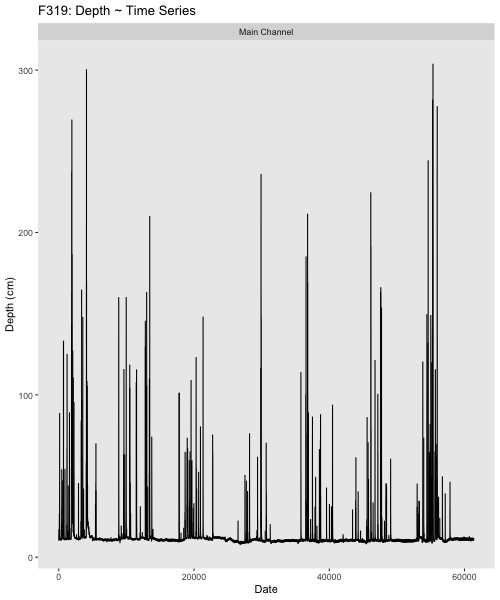 F319: Depth ~ Time Series
Main Channel
300
200
100
0
Depth (cm)
0 20000 40000 60000
Date